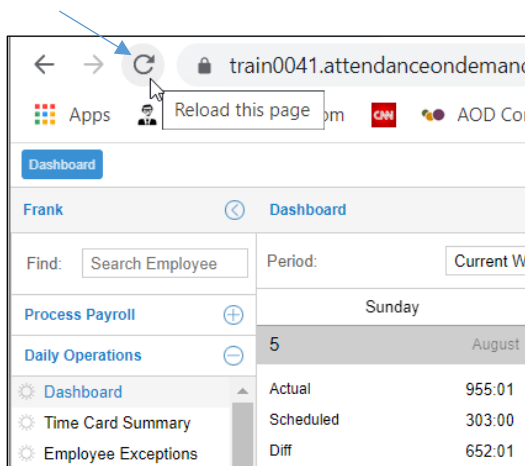 train0041.attendanceondemand
Apps
Reload this page
om
CNN
AOD Cor
Dashboard
Frank
Dashboard
Find:
Search Employee
Period:
Current W
Process Payroll
Sunday
Daily Operations
5
August
Dashboard
Actual
955:01
Time Card Summary
Scheduled
303:00
Employee Exceptions
Diff
652:01